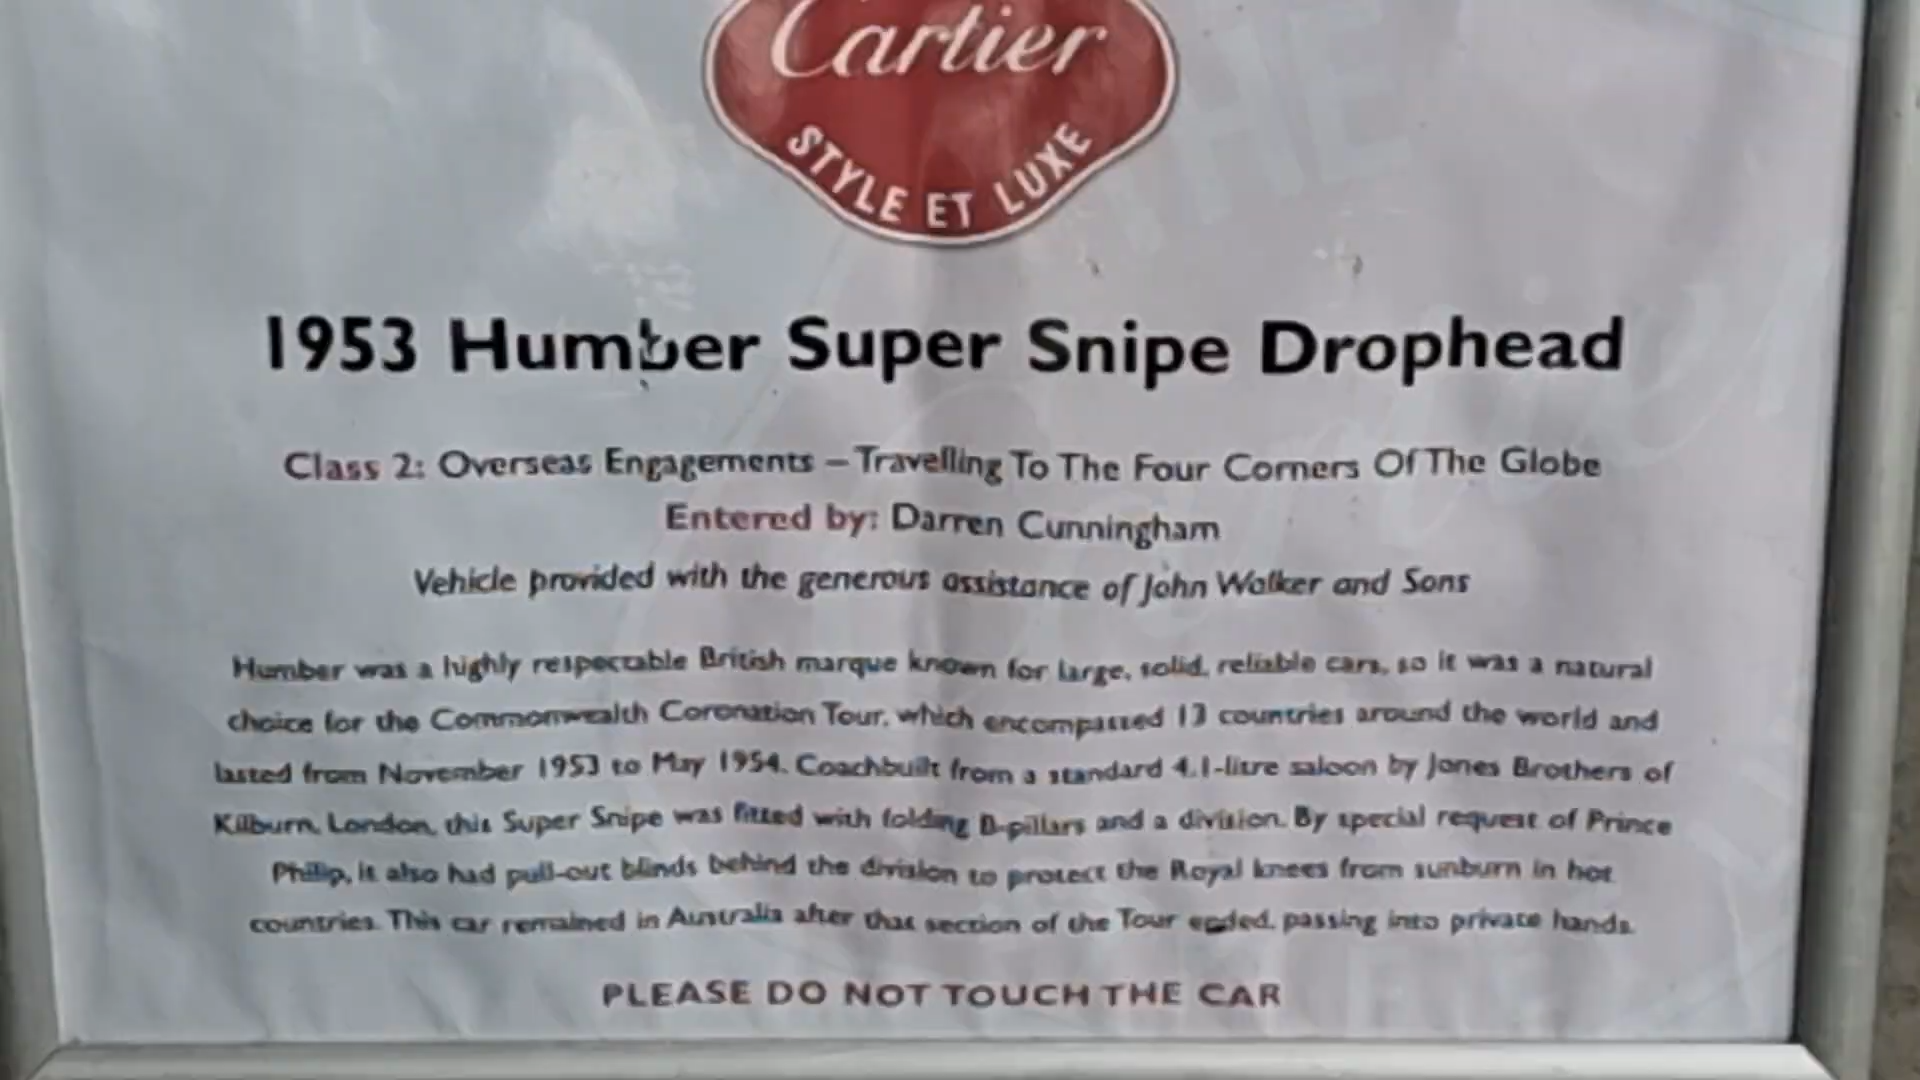 Cartier
STYLE ET LUXE
1953 Humber Super Snipe Drophead
Class 2: Overseas Engagements – Travelling To The Four Corners Of The Globe
Entered by: Darren Cunningham
Vehicle provided with the generous assistance of John Walker and Sons
Humber was a highly respectable British marque known for large, solid, reliable cars, so it was a natural
choice for the Commonwealth Coronation Tour, which encompassed 13 countries around the world and
lasted from November 1953 to May 1954. Coachbuilt from a standard 4.1-litre saloon by Jones Brothers of
Kilburn, London, this Super Snipe was fitted with folding B-pillars and a division. By special request of Prince
Philip, it also had pull-out blinds behind the division to protect the Royal knees from sunburn in hot
countries. This car remained in Australia after that section of the Tour ended, passing into private hands.
PLEASE DO NOT TOUCH THE CAR